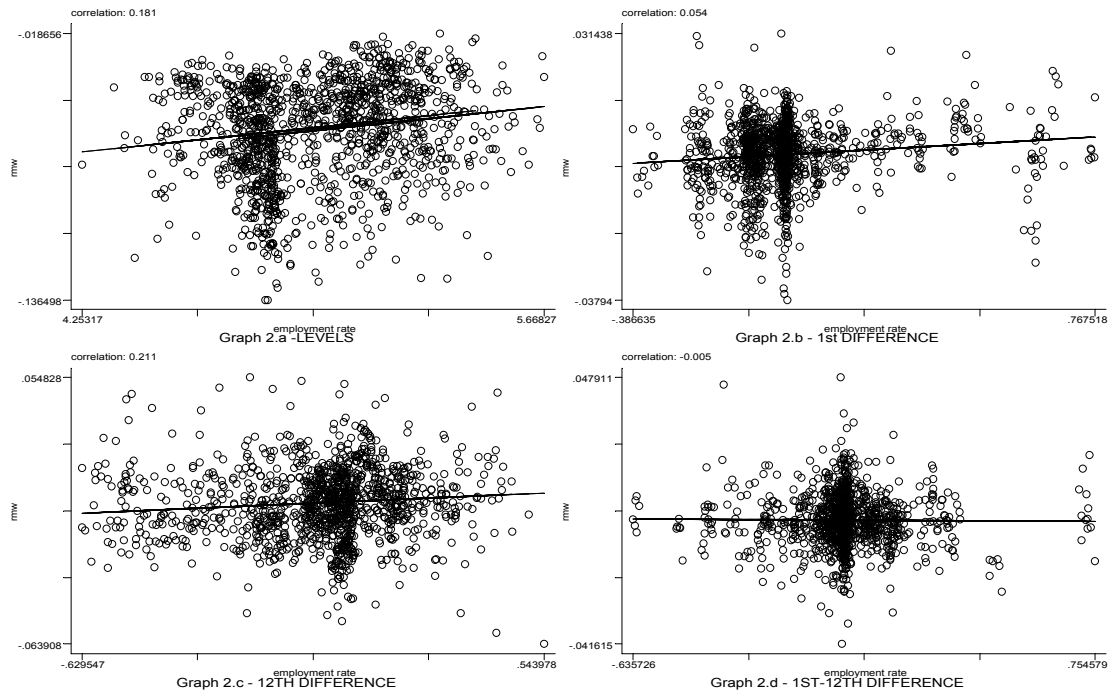 correlation: 0.181
-.018656
rmw
-.136498
4.25317
5.66827
employment rate
Graph 2.a -LEVELS
correlation: 0.054
.031438
rmw
-.03794
-.386635
.767518
employment rate
Graph 2.b - 1st DIFFERENCE
correlation: 0.211
.054828
rmw
-.063908
-.629547
.543978
employment rate
Graph 2.c - 12TH DIFFERENCE
correlation: -0.005
.047911
rmw
-.041615
-.635726
.754579
employment rate
Graph 2.d - 1ST-12TH DIFFERENCE